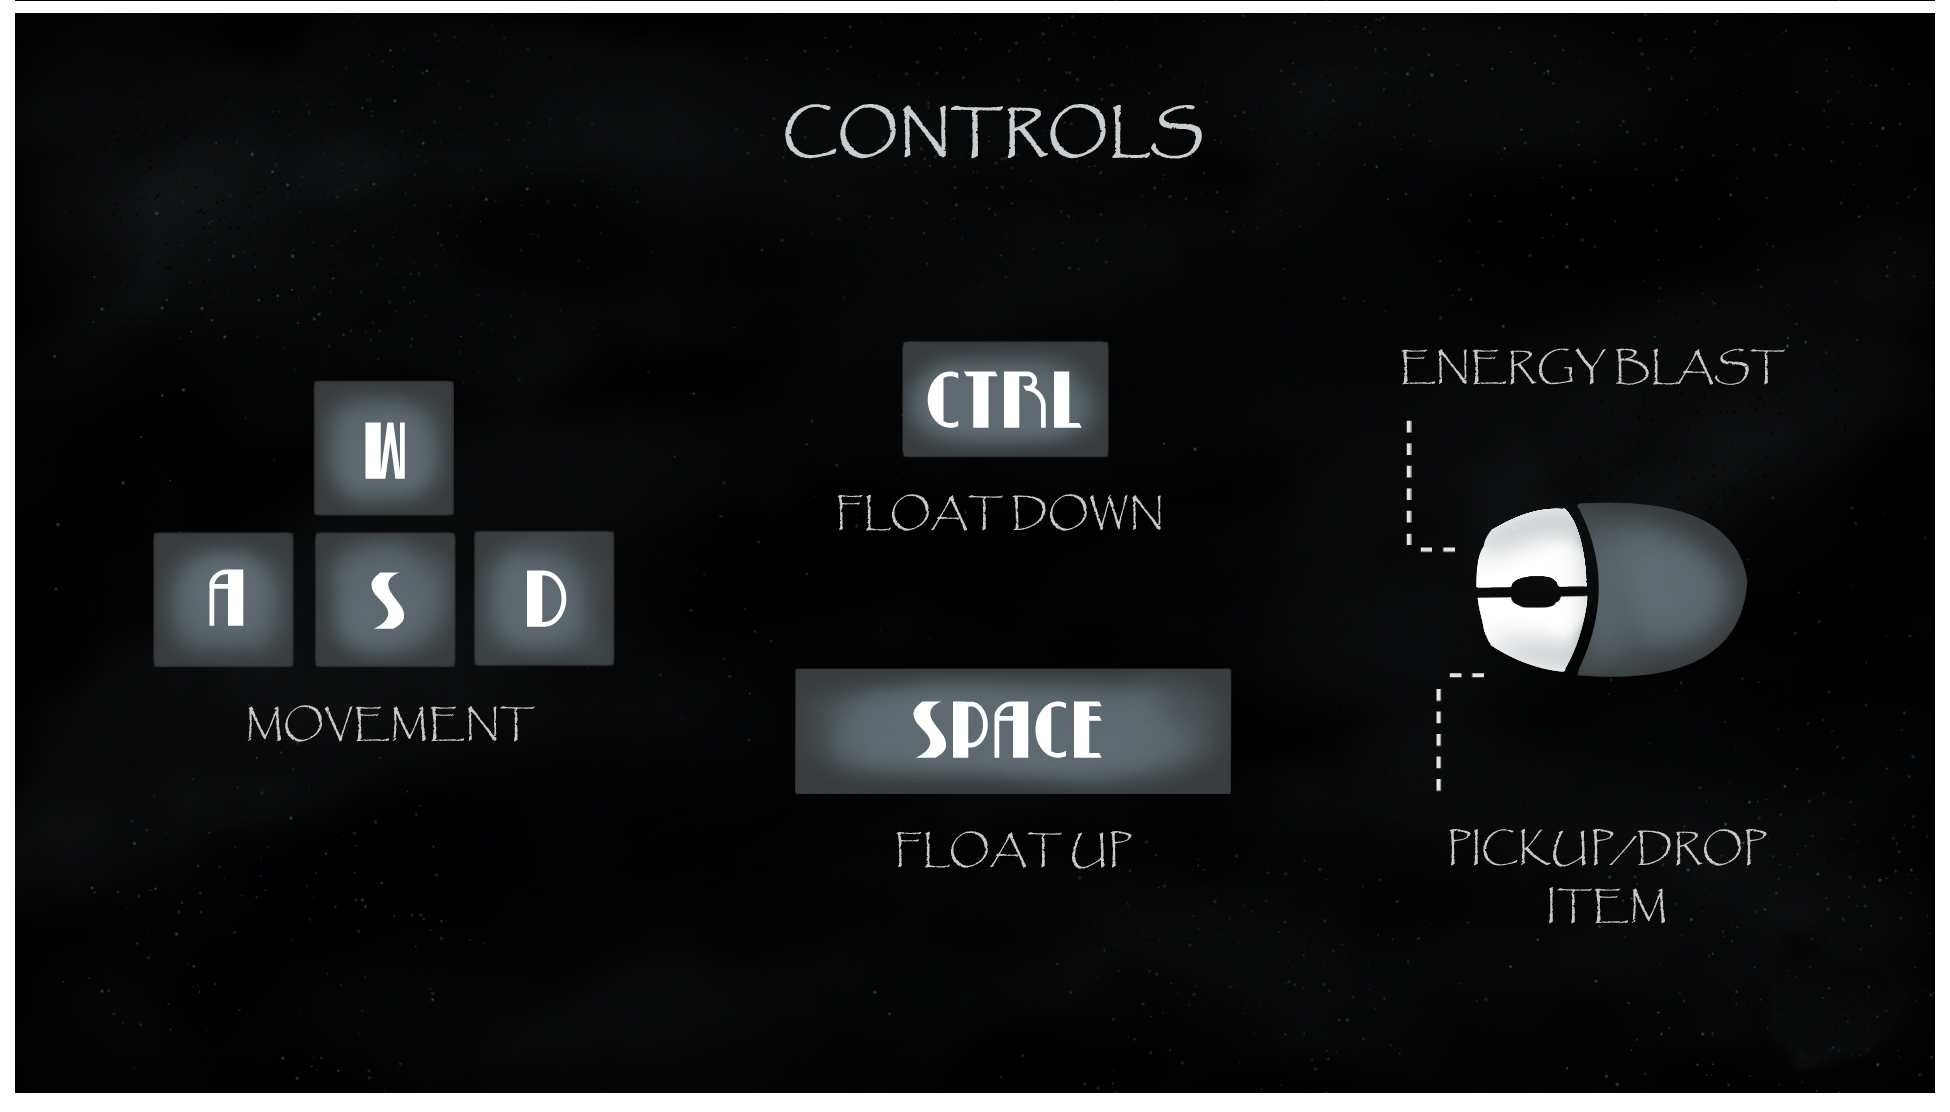 CONTROLS
W
A S D
MOVEMENT
CTRL
FLOAT DOWN
SPACE
FLOAT UP
ENERGY BLAST
PICKUP/DROP
ITEM